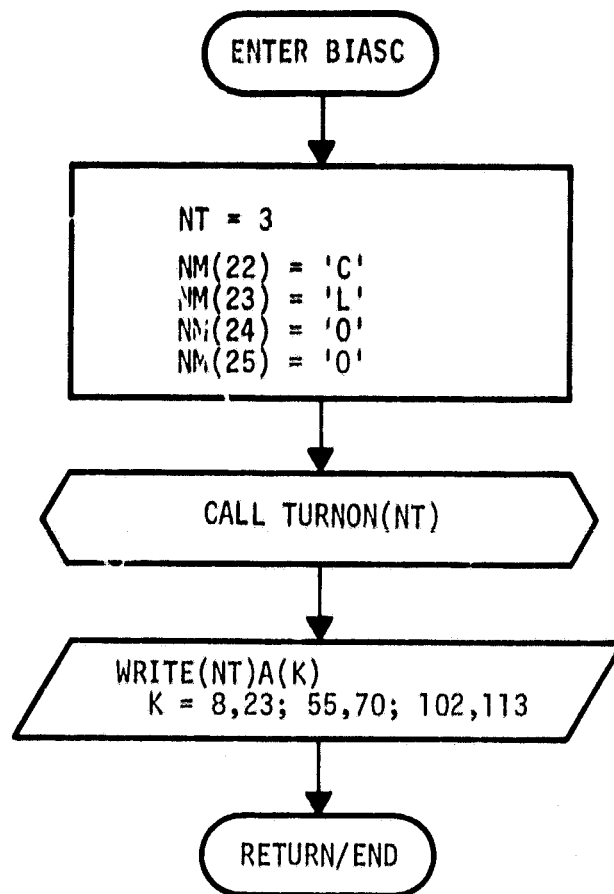 ENTER BIASC
NT = 3
NM(22) = 'C'
NM(23) = 'L'
NM(24) = 'O'
NM(25) = 'O'
CALL TURNON(NT)
WRITE(NT)A(K)
K = 8,23; 55,70; 102,113
RETURN/END